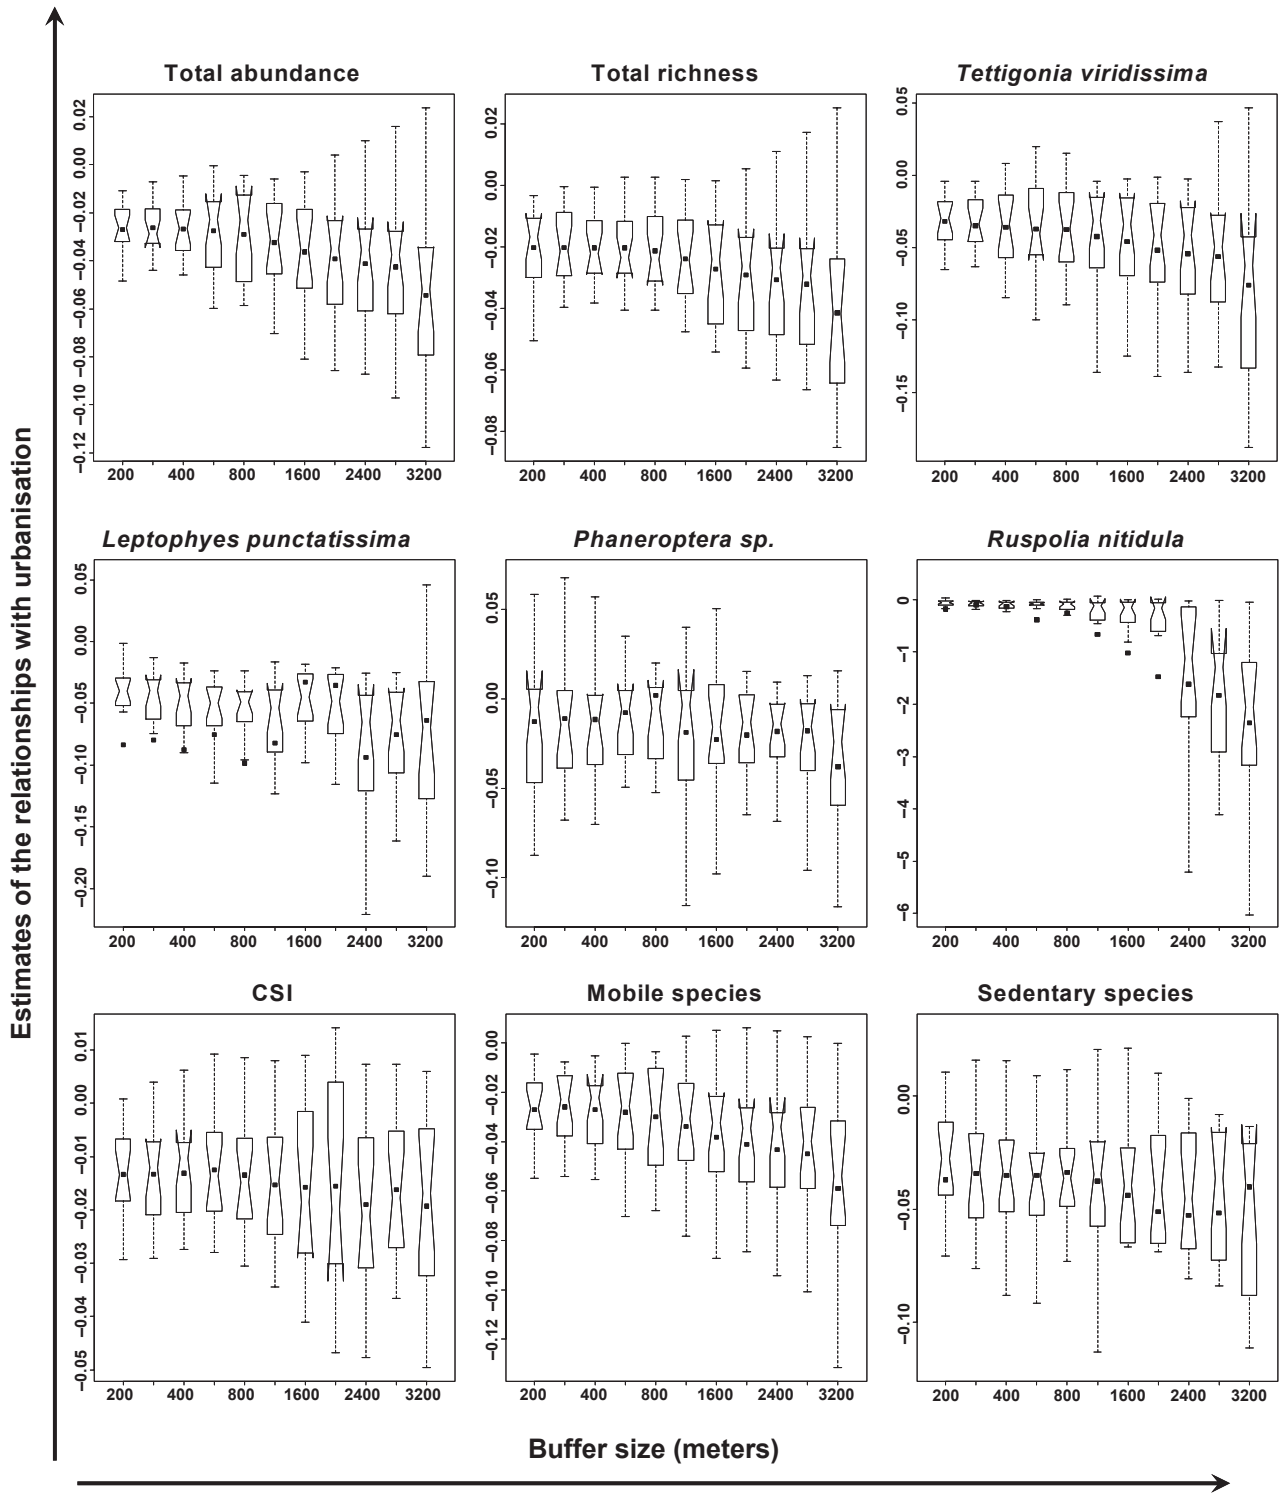 Estimates of the relationships with urbanisation
Total abundance
0.02
0.00
−0.02
−0.04
−0.06
−0.08
−0.10
−0.12
200 400 800 1600 2400 3200
Total richness
0.02
0.00
−0.02
−0.04
−0.06
−0.08
200 400 800 1600 2400 3200
Tettigonia viridissima
0.05
0.00
−0.05
−0.10
−0.15
200 400 800 1600 2400 3200
Leptophyes punctatissima
0.05
0.00
−0.05
−0.10
−0.15
−0.20
200 400 800 1600 2400 3200
Phaneroptera sp.
0.05
0.00
−0.05
−0.10
200 400 800 1600 2400 3200
Ruspolia nitidula
0
−1
−2
−3
−4
−5
−6
200 400 800 1600 2400 3200
CSI
0.01
0.00
−0.01
−0.02
−0.03
−0.04
−0.05
200 400 800 1600 2400 3200
Mobile species
0.00
−0.02
−0.04
−0.06
−0.08
−0.10
−0.12
200 400 800 1600 2400 3200
Sedentary species
0.00
−0.05
−0.10
200 400 800 1600 2400 3200
Buffer size (meters)